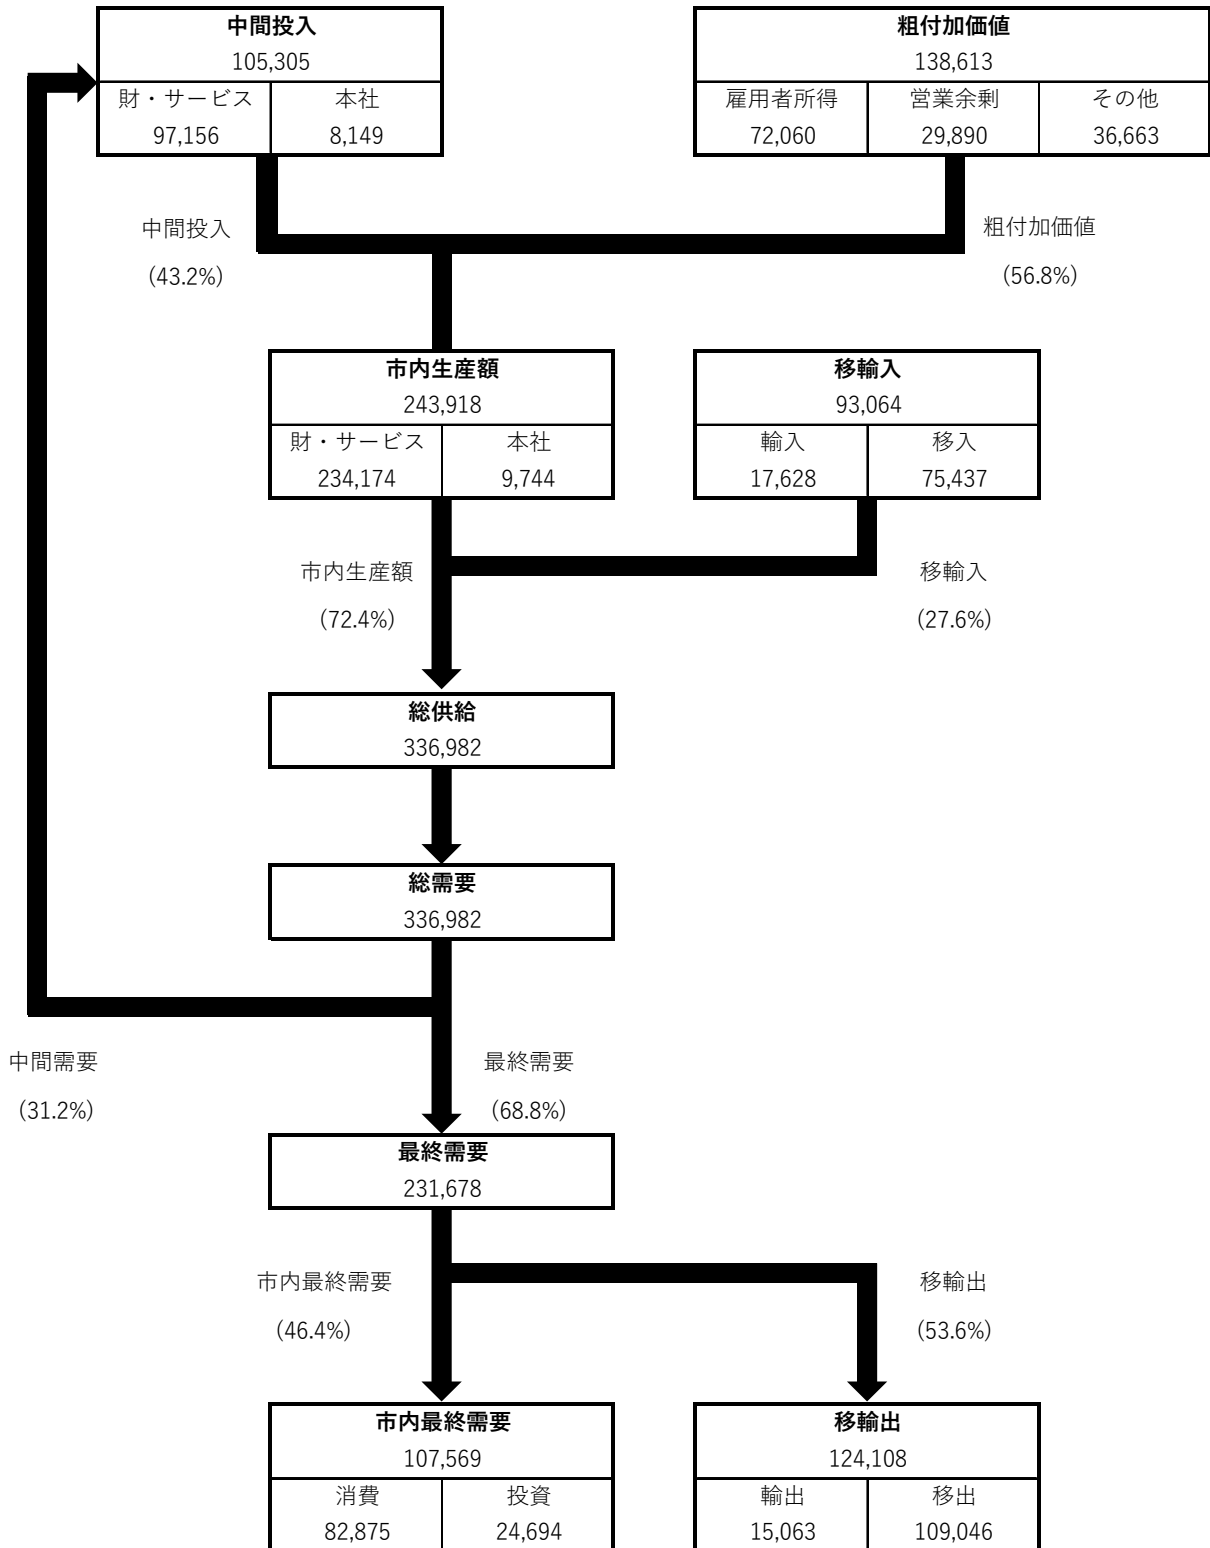 中間投入
105,305
財・サービス 本社
97,156 8,149
粗付加価値
138,613
雇用者所得 営業余剰 その他
72,060 29,890 36,663
中間投入
(43.2%)
粗付加価値
(56.8%)
市内生産額
243,918
財・サービス 本社
234,174 9,744
移輸入
93,064
輸入 移入
17,628 75,437
市内生産額
(72.4%)
移輸入
(27.6%)
総供給
336,982
総需要
336,982
中間需要
(31.2%)
最終需要
(68.8%)
最終需要
231,678
市内最終需要
(46.4%)
移輸出
(53.6%)
市内最終需要
107,569
消費 投資
82,875 24,694
移輸出
124,108
輸出 移出
15,063 109,046